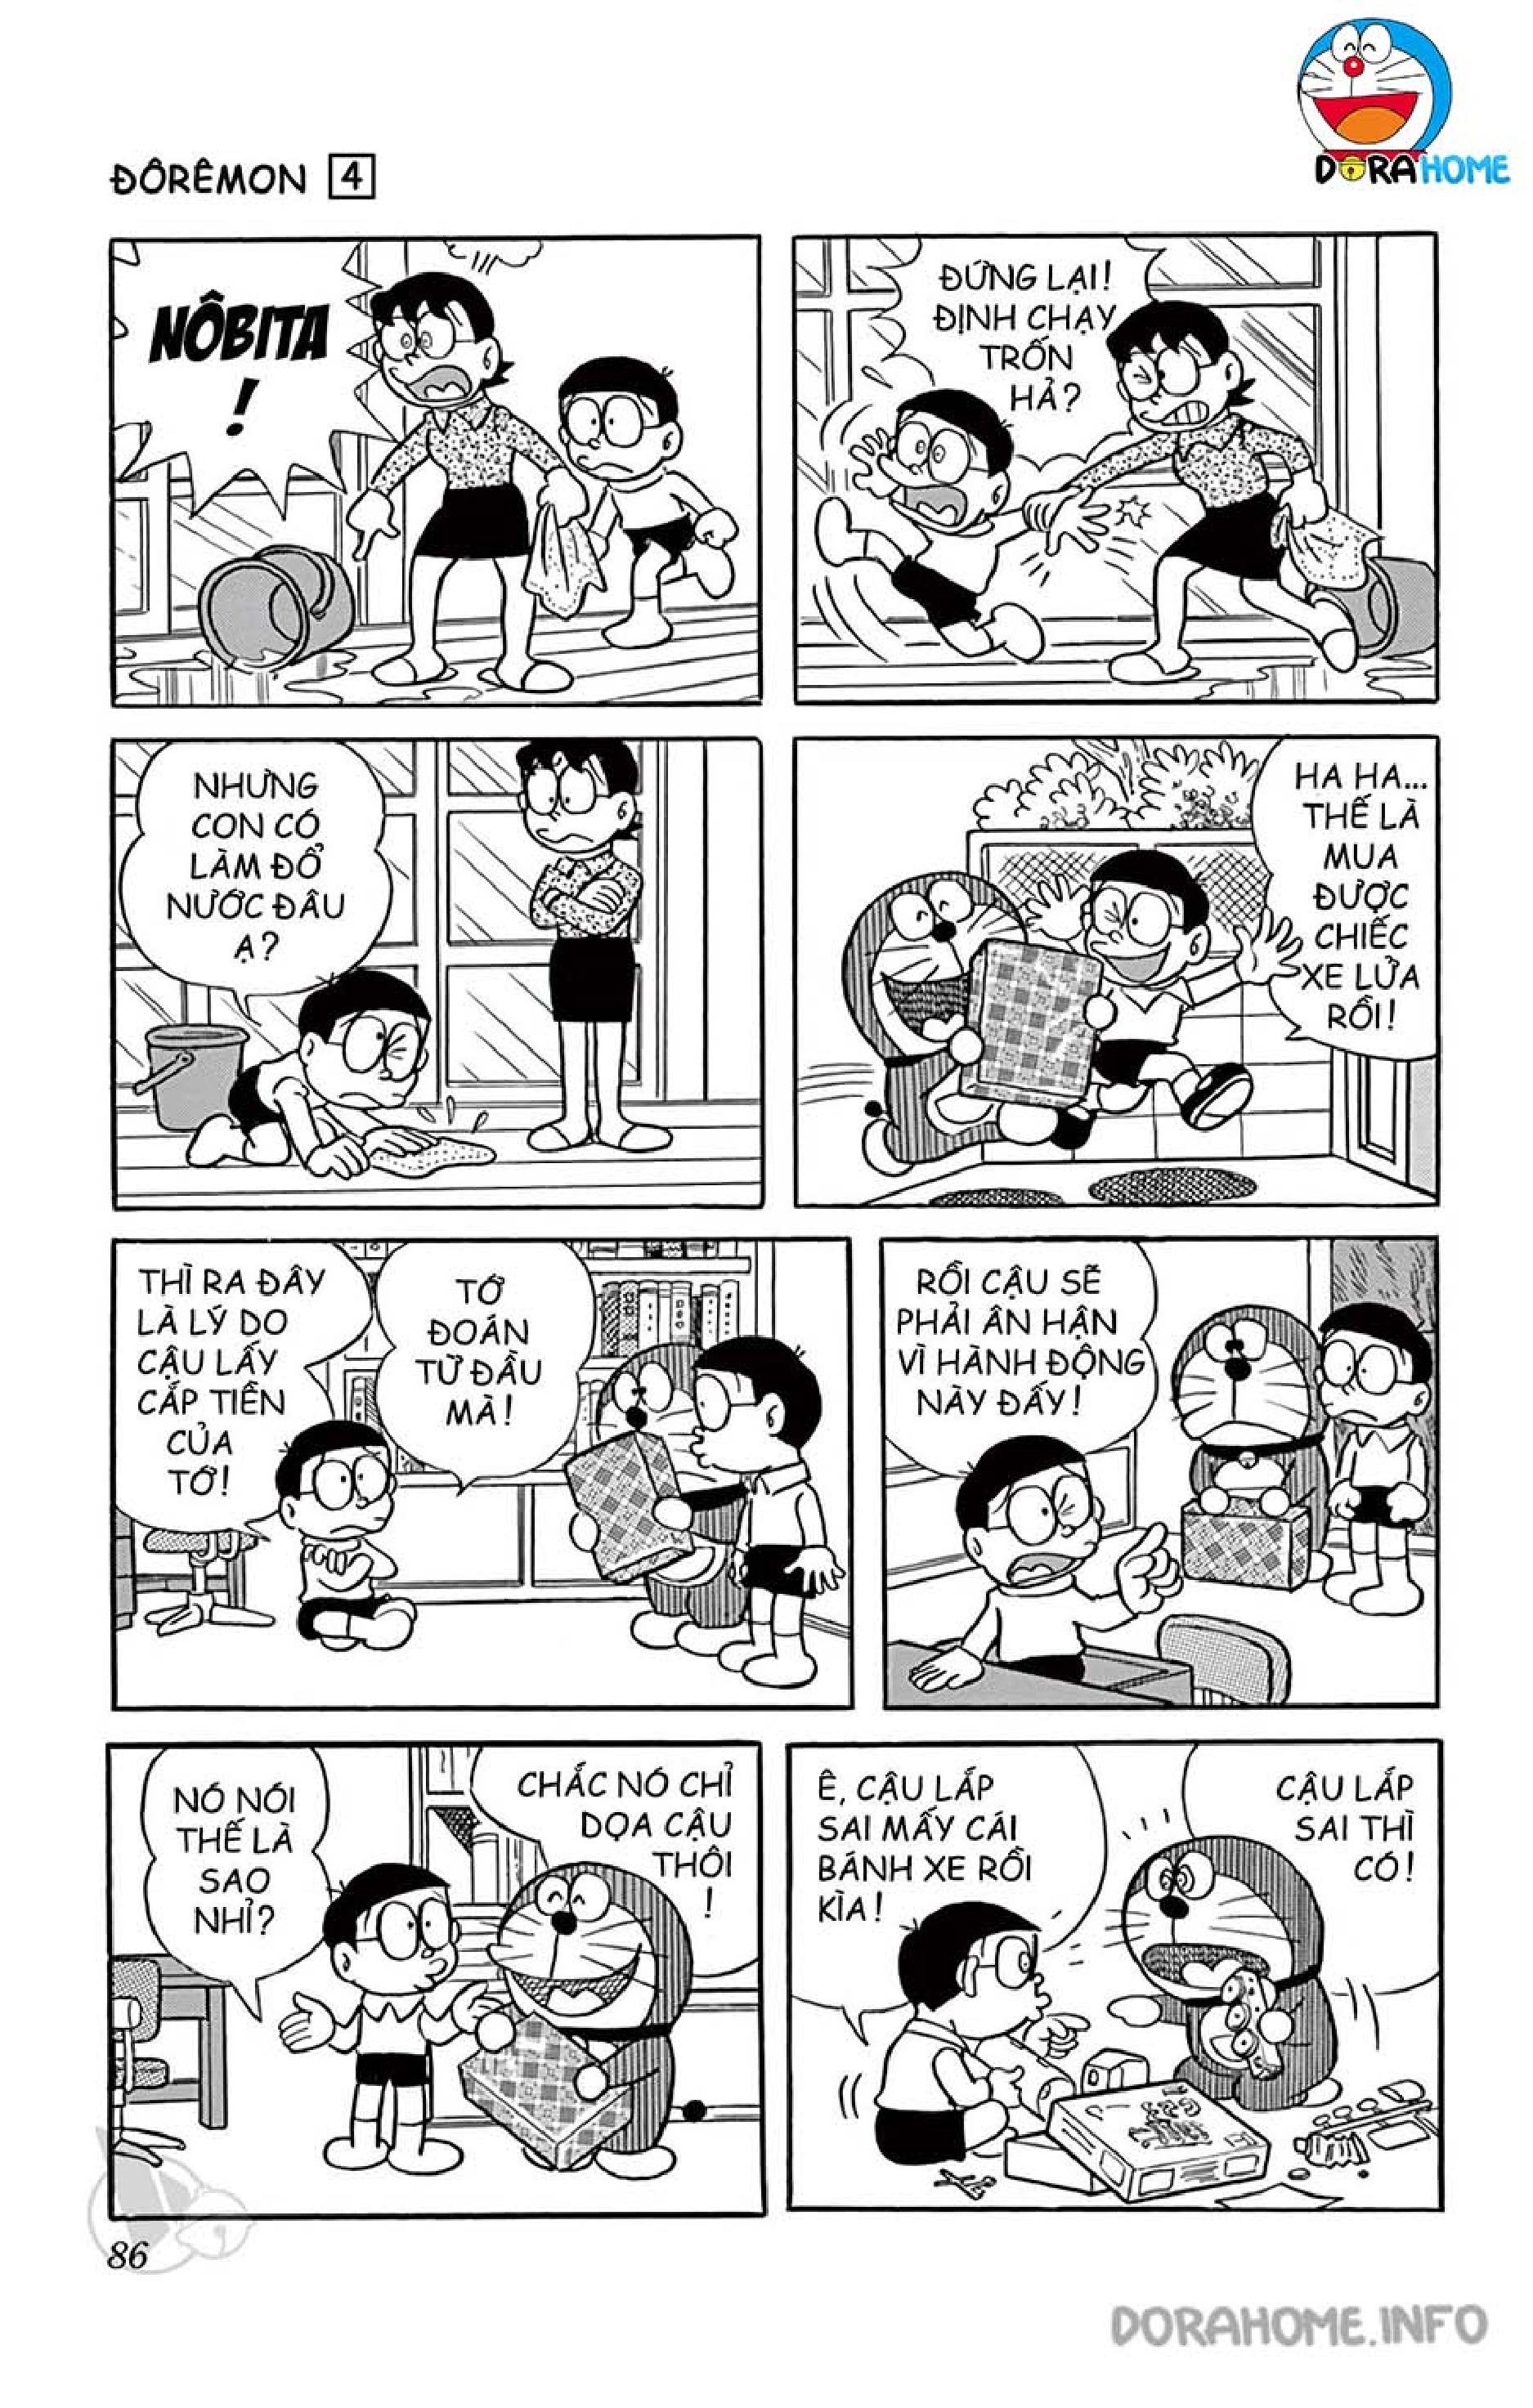 DORAHOME
ĐÔRÊMON 4
NÔBITA
!
ĐỨNG LẠI!
ĐỊNH CHẠY
TRỐN
HẢ?
NHƯNG
CON CÓ
LÀM ĐỔ
NƯỚC ĐÂU
Ạ?
HA HA...
THẾ LÀ
MUA
ĐƯỢC
CHIẾC
XE LỬA
RỒI!
THÌ RA ĐÂY
LÀ LÝ DO
CẬU LẤY
CẮP TIỀN
CỦA
TỚ!
TỚ
ĐOÁN
TỪ ĐẦU
MÀ!
RỒI CẬU SẼ
PHẢI ÂN HẬN
VÌ HÀNH ĐỘNG
NÀY ĐẤY!
NÓ NÓI
THẾ LÀ
SAO
NHỈ?
CHẮC NÓ CHỈ
DỌA CẬU
THÔI
!
Ê, CẬU LẮP
SAI MẤY CÁI
BÁNH XE RỒI
KÌA!
CẬU LẮP
SAI THÌ
CÓ!
86
DORAHOME.INFO